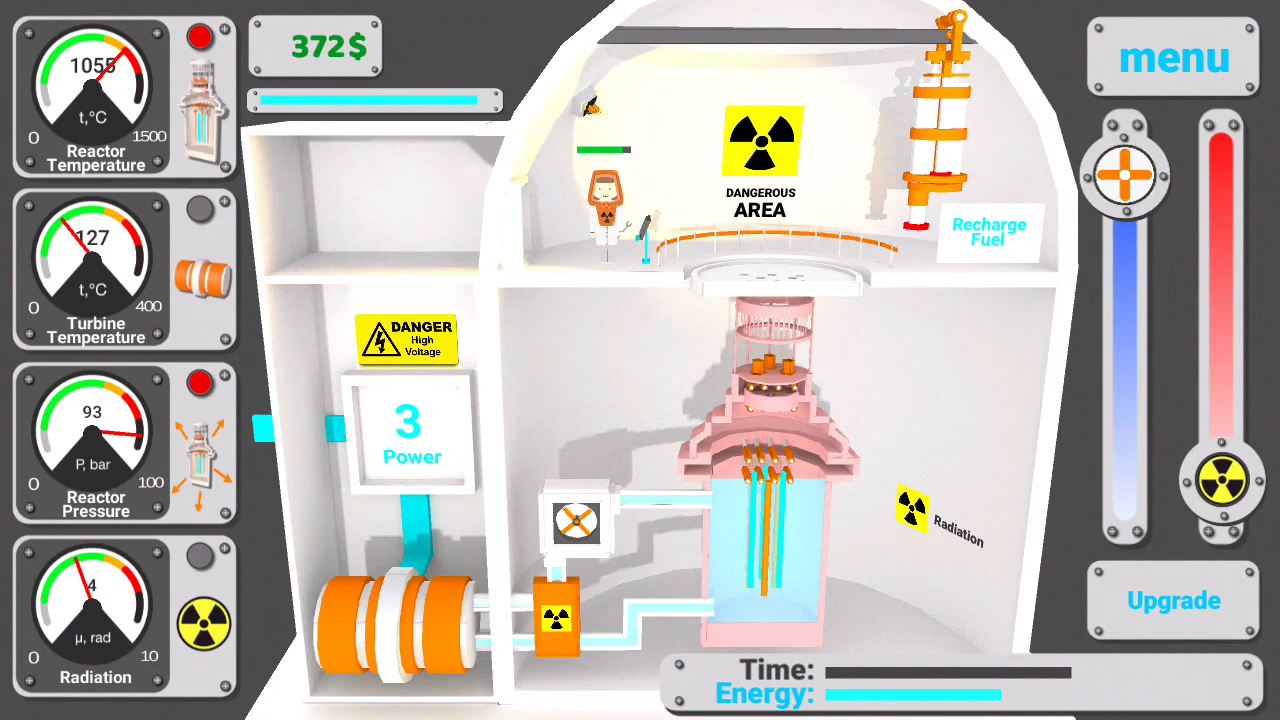 1055
t,°C
0
1500
Reactor
Temperature
127
t,°C
0
400
Turbine
Temperature
93
P, bar
0
100
Reactor
Pressure
4
µ, rad
0
10
Radiation
372$
DANGER
High
Voltage
3
Power
DANGEROUS
AREA
Recharge
Fuel
Radiation
menu
Upgrade
Time:
Energy: